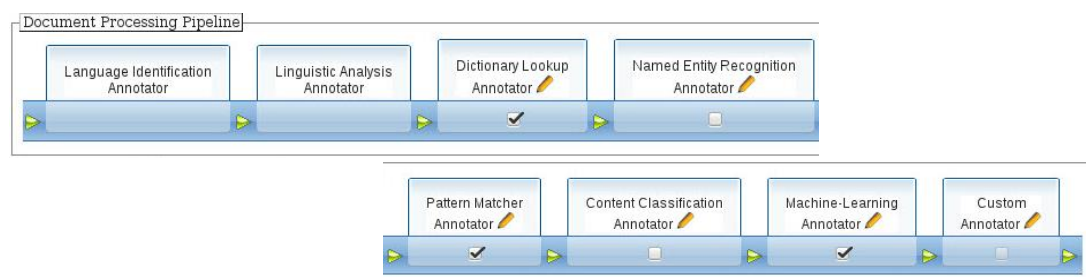 Document Processing Pipeline
Language Identification
Annotator
Linguistic Analysis
Annotator
Dictionary Lookup
Annotator
Named Entity Recognition
Annotator
Pattern Matcher
Annotator
Content Classification
Annotator
Machine-Learning
Annotator
Custom
Annotator